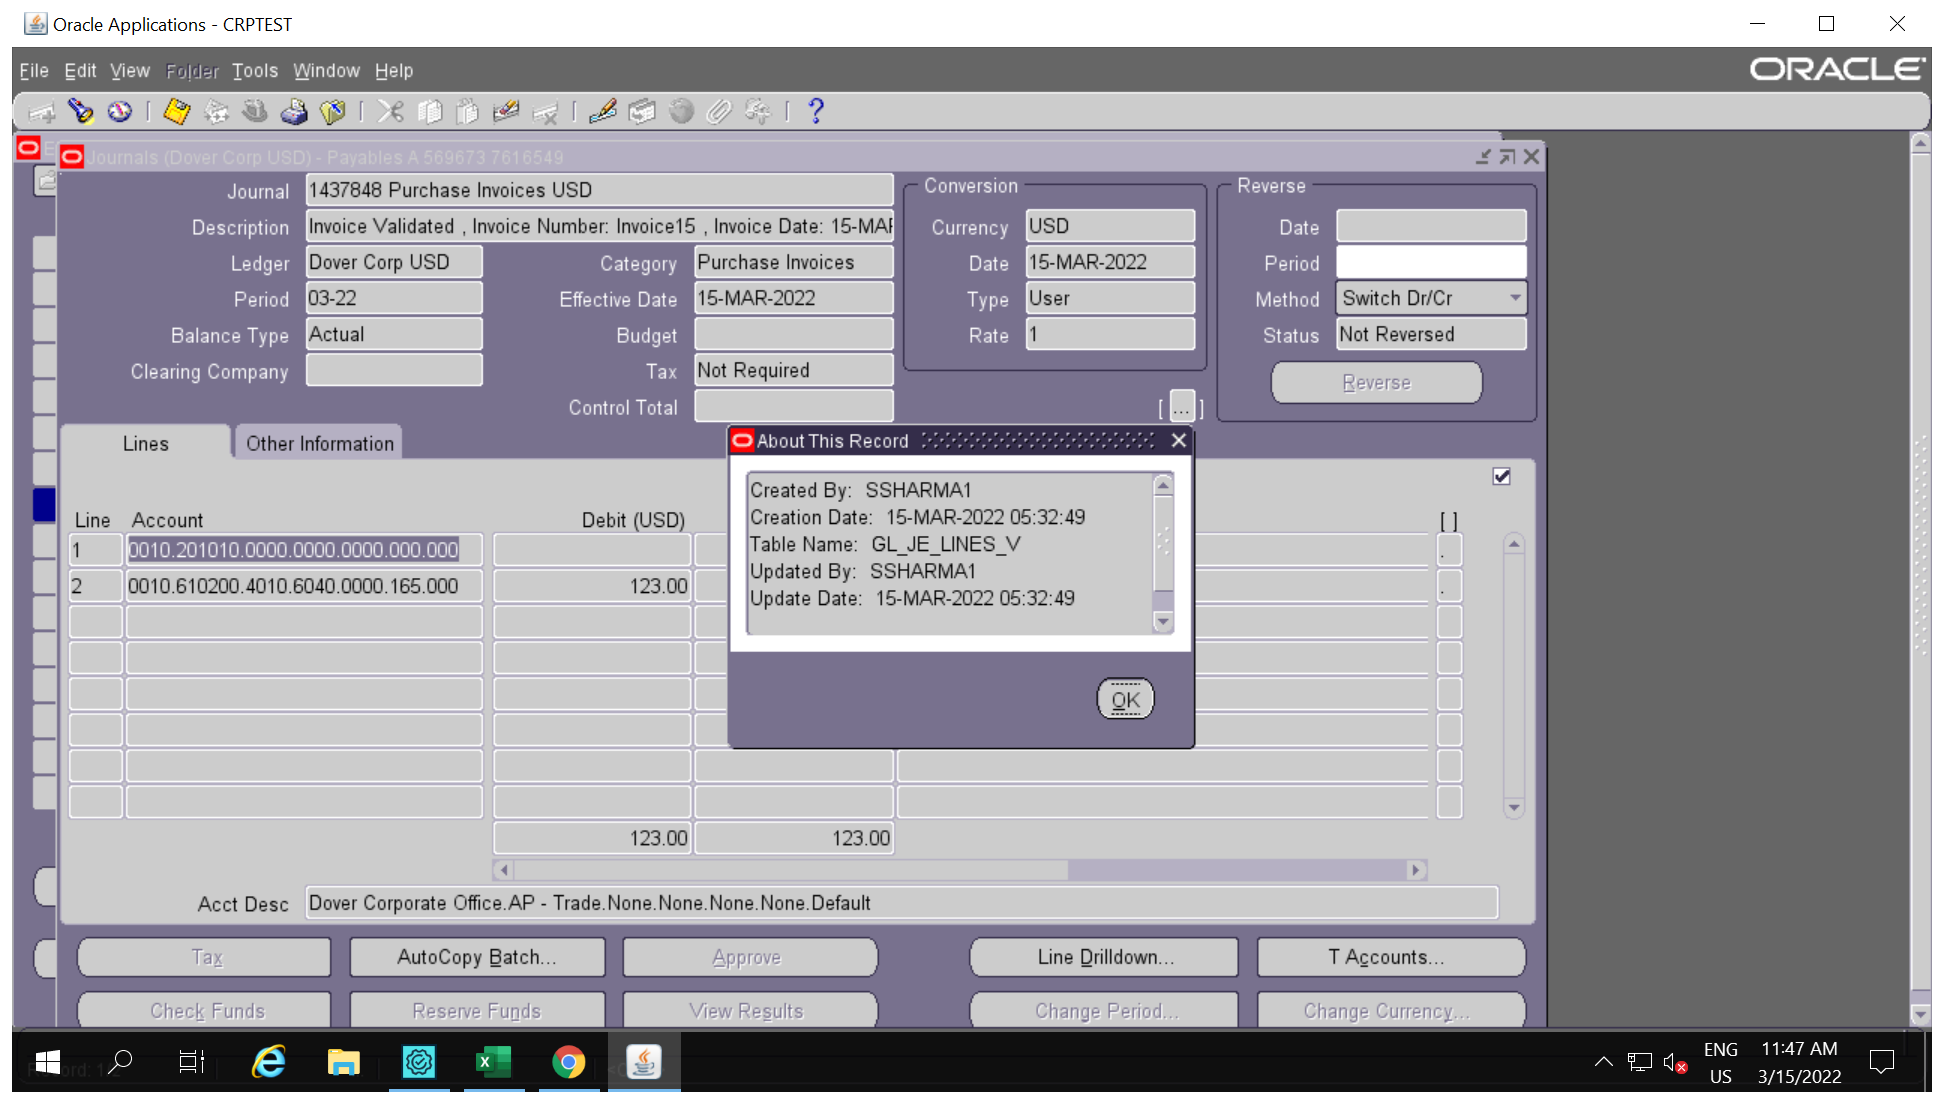 Oracle Applications - CRPTEST
File Edit View Folder Tools Window Help
ORACLE
Journals (Dover Corp USD) - Payables A 569673 7616549
Journal 1437848 Purchase Invoices USD
Description Invoice Validated , Invoice Number: Invoice15 , Invoice Date: 15-MAR
Ledger Dover Corp USD Category Purchase Invoices
Period 03-22 Effective Date 15-MAR-2022
Balance Type Actual Budget
Clearing Company Tax Not Required
Control Total
Conversion
Currency USD
Date 15-MAR-2022
Type User
Rate 1
[ ... ]
Reverse
Date
Period
Method Switch Dr/Cr
Status Not Reversed
Reverse
Lines Other Information
Line Account Debit (USD) [ ]
1 0010.201010.0000.0000.0000.000.000 .
2 0010.610200.4010.6040.0000.165.000 123.00 .
123.00 123.00
Acct Desc Dover Corporate Office.AP - Trade.None.None.None.None.Default
About This Record
Created By: SSHARMA1
Creation Date: 15-MAR-2022 05:32:49
Table Name: GL_JE_LINES_V
Updated By: SSHARMA1
Update Date: 15-MAR-2022 05:32:49
OK
Tax AutoCopy Batch... Approve Line Drilldown... T Accounts...
Check Funds Reserve Funds View Results Change Period... Change Currency...
ENG 11:47 AM
US 3/15/2022